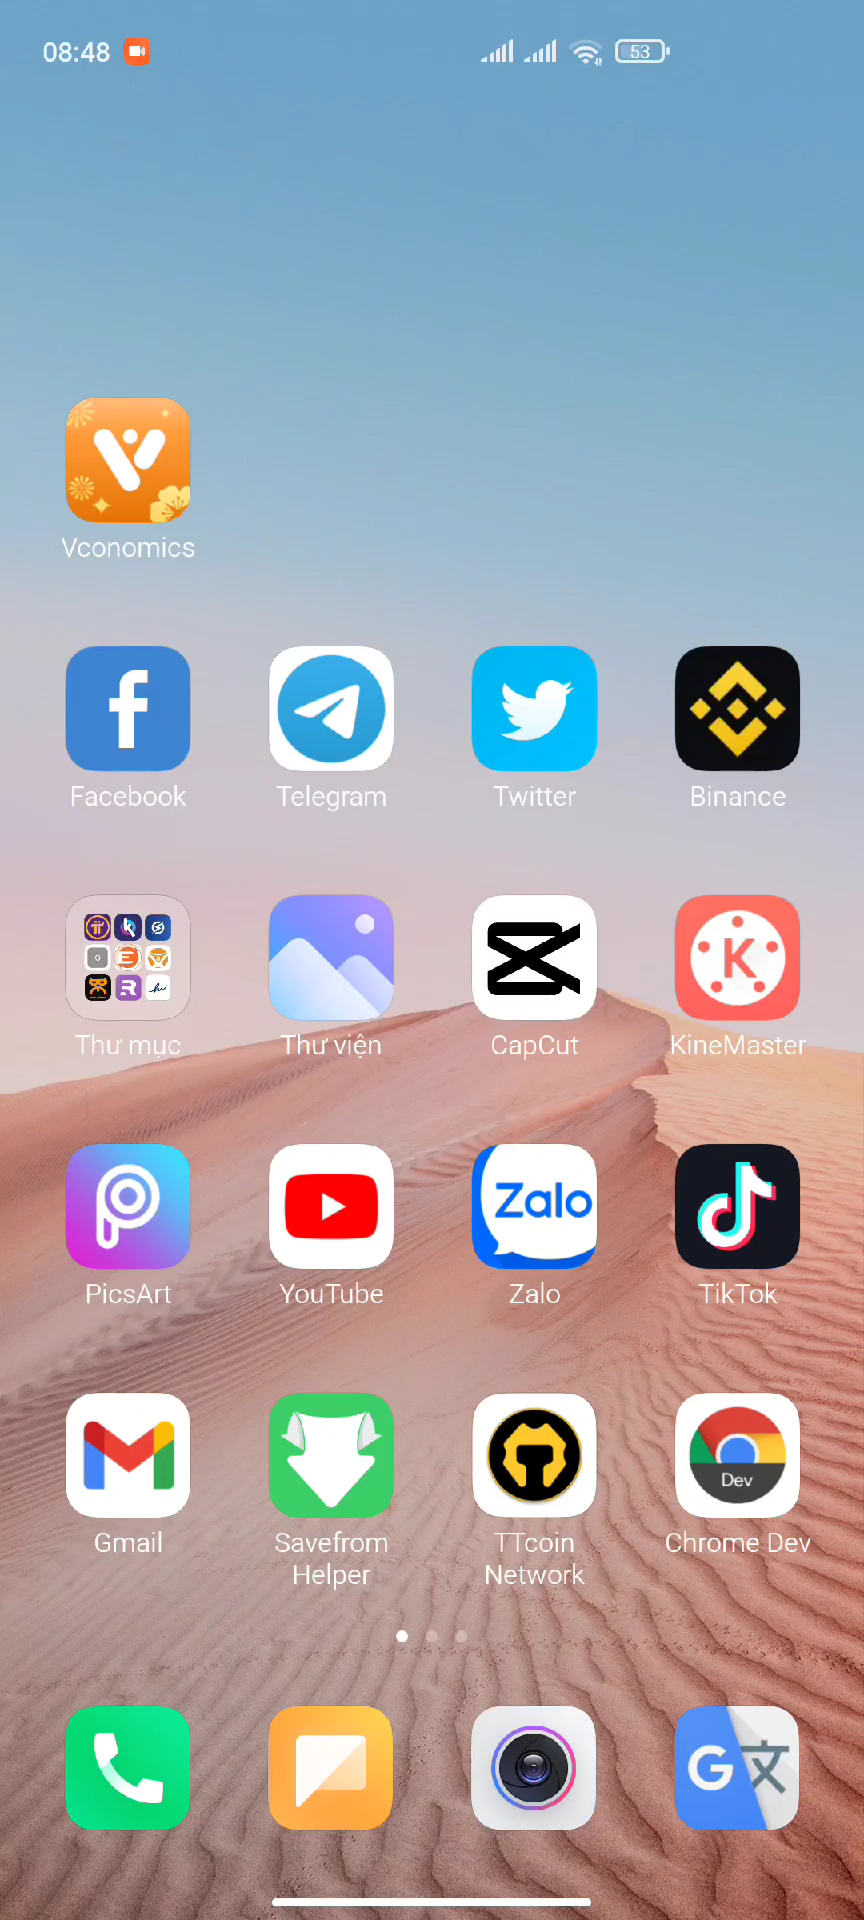 08:48
53
Vconomics
Facebook
Telegram
Twitter
Binance
Thư mục
Thư viện
CapCut
KineMaster
Zalo
PicsArt
YouTube
Zalo
TikTok
Dev
Gmail
Savefrom
Helper
TTcoin
Network
Chrome Dev